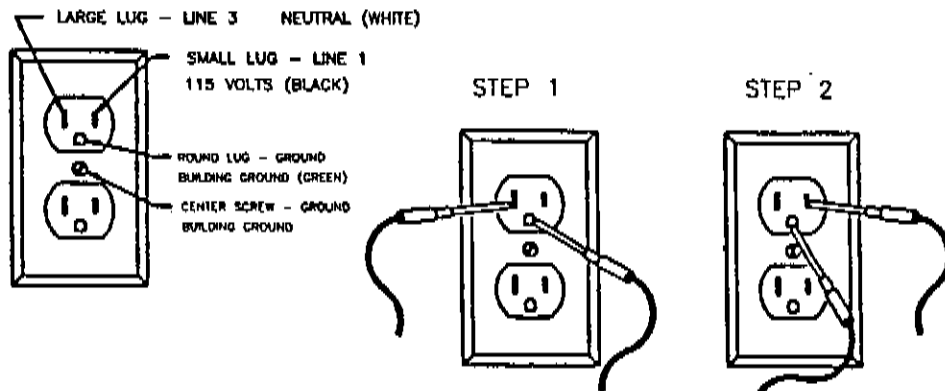 LARGE LUG – LINE 3 NEUTRAL (WHITE)
SMALL LUG – LINE 1
115 VOLTS (BLACK)
ROUND LUG – GROUND
BUILDING GROUND (GREEN)
CENTER SCREW – GROUND
BUILDING GROUND
STEP 1
STEP 2